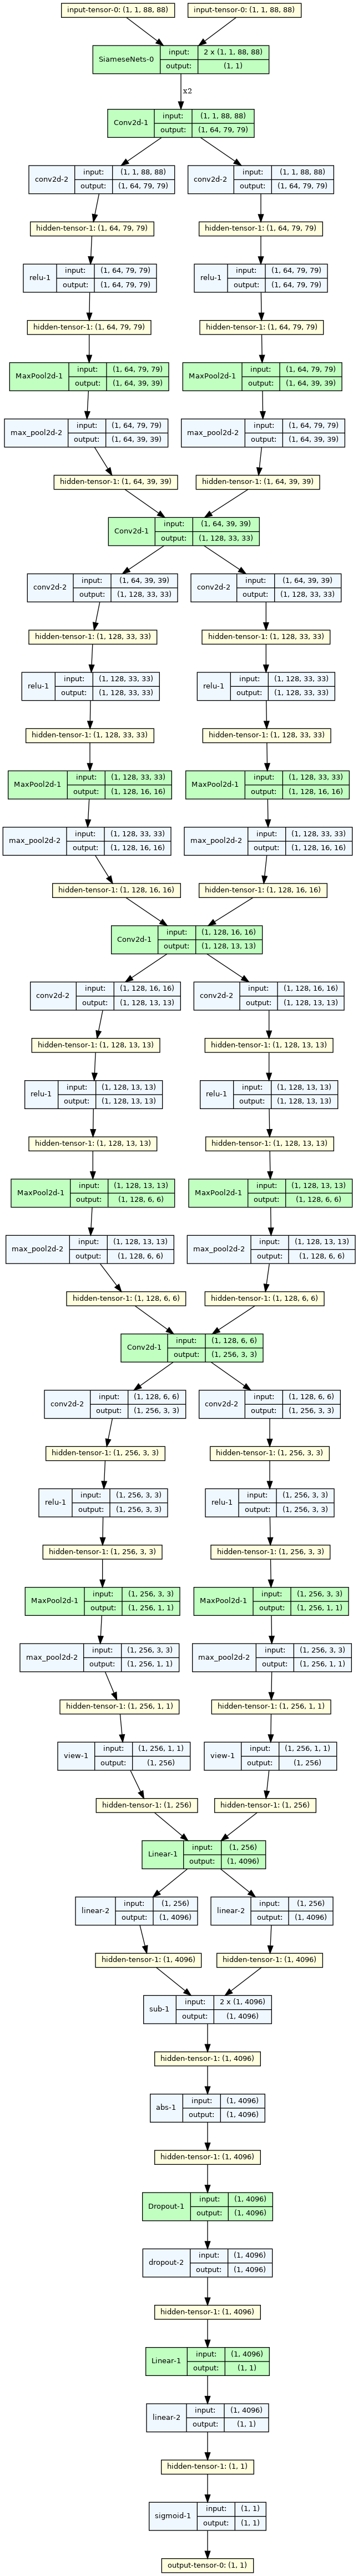 input-tensor-0: (1, 1, 88, 88) input-tensor-0: (1, 1, 88, 88)
SiameseNets-0 input: 2 x (1, 1, 88, 88)
output: (1, 1)
x2
Conv2d-1 input: (1, 1, 88, 88)
output: (1, 64, 79, 79)
conv2d-2 input: (1, 1, 88, 88) conv2d-2 input: (1, 1, 88, 88)
output: (1, 64, 79, 79) output: (1, 64, 79, 79)
hidden-tensor-1: (1, 64, 79, 79) hidden-tensor-1: (1, 64, 79, 79)
relu-1 input: (1, 64, 79, 79) relu-1 input: (1, 64, 79, 79)
output: (1, 64, 79, 79) output: (1, 64, 79, 79)
hidden-tensor-1: (1, 64, 79, 79) hidden-tensor-1: (1, 64, 79, 79)
MaxPool2d-1 input: (1, 64, 79, 79) MaxPool2d-1 input: (1, 64, 79, 79)
output: (1, 64, 39, 39) output: (1, 64, 39, 39)
max_pool2d-2 input: (1, 64, 79, 79) max_pool2d-2 input: (1, 64, 79, 79)
output: (1, 64, 39, 39) output: (1, 64, 39, 39)
hidden-tensor-1: (1, 64, 39, 39) hidden-tensor-1: (1, 64, 39, 39)
Conv2d-1 input: (1, 64, 39, 39)
output: (1, 128, 33, 33)
conv2d-2 input: (1, 64, 39, 39) conv2d-2 input: (1, 64, 39, 39)
output: (1, 128, 33, 33) output: (1, 128, 33, 33)
hidden-tensor-1: (1, 128, 33, 33) hidden-tensor-1: (1, 128, 33, 33)
relu-1 input: (1, 128, 33, 33) relu-1 input: (1, 128, 33, 33)
output: (1, 128, 33, 33) output: (1, 128, 33, 33)
hidden-tensor-1: (1, 128, 33, 33) hidden-tensor-1: (1, 128, 33, 33)
MaxPool2d-1 input: (1, 128, 33, 33) MaxPool2d-1 input: (1, 128, 33, 33)
output: (1, 128, 16, 16) output: (1, 128, 16, 16)
max_pool2d-2 input: (1, 128, 33, 33) max_pool2d-2 input: (1, 128, 33, 33)
output: (1, 128, 16, 16) output: (1, 128, 16, 16)
hidden-tensor-1: (1, 128, 16, 16) hidden-tensor-1: (1, 128, 16, 16)
Conv2d-1 input: (1, 128, 16, 16)
output: (1, 128, 13, 13)
conv2d-2 input: (1, 128, 16, 16) conv2d-2 input: (1, 128, 16, 16)
output: (1, 128, 13, 13) output: (1, 128, 13, 13)
hidden-tensor-1: (1, 128, 13, 13) hidden-tensor-1: (1, 128, 13, 13)
relu-1 input: (1, 128, 13, 13) relu-1 input: (1, 128, 13, 13)
output: (1, 128, 13, 13) output: (1, 128, 13, 13)
hidden-tensor-1: (1, 128, 13, 13) hidden-tensor-1: (1, 128, 13, 13)
MaxPool2d-1 input: (1, 128, 13, 13) MaxPool2d-1 input: (1, 128, 13, 13)
output: (1, 128, 6, 6) output: (1, 128, 6, 6)
max_pool2d-2 input: (1, 128, 13, 13) max_pool2d-2 input: (1, 128, 13, 13)
output: (1, 128, 6, 6) output: (1, 128, 6, 6)
hidden-tensor-1: (1, 128, 6, 6) hidden-tensor-1: (1, 128, 6, 6)
Conv2d-1 input: (1, 128, 6, 6)
output: (1, 256, 3, 3)
conv2d-2 input: (1, 128, 6, 6) conv2d-2 input: (1, 128, 6, 6)
output: (1, 256, 3, 3) output: (1, 256, 3, 3)
hidden-tensor-1: (1, 256, 3, 3) hidden-tensor-1: (1, 256, 3, 3)
relu-1 input: (1, 256, 3, 3) relu-1 input: (1, 256, 3, 3)
output: (1, 256, 3, 3) output: (1, 256, 3, 3)
hidden-tensor-1: (1, 256, 3, 3) hidden-tensor-1: (1, 256, 3, 3)
MaxPool2d-1 input: (1, 256, 3, 3) MaxPool2d-1 input: (1, 256, 3, 3)
output: (1, 256, 1, 1) output: (1, 256, 1, 1)
max_pool2d-2 input: (1, 256, 3, 3) max_pool2d-2 input: (1, 256, 3, 3)
output: (1, 256, 1, 1) output: (1, 256, 1, 1)
hidden-tensor-1: (1, 256, 1, 1) hidden-tensor-1: (1, 256, 1, 1)
view-1 input: (1, 256, 1, 1) view-1 input: (1, 256, 1, 1)
output: (1, 256) output: (1, 256)
hidden-tensor-1: (1, 256) hidden-tensor-1: (1, 256)
Linear-1 input: (1, 256)
output: (1, 4096)
linear-2 input: (1, 256) linear-2 input: (1, 256)
output: (1, 4096) output: (1, 4096)
hidden-tensor-1: (1, 4096) hidden-tensor-1: (1, 4096)
sub-1 input: 2 x (1, 4096)
output: (1, 4096)
hidden-tensor-1: (1, 4096)
abs-1 input: (1, 4096)
output: (1, 4096)
hidden-tensor-1: (1, 4096)
Dropout-1 input: (1, 4096)
output: (1, 4096)
dropout-2 input: (1, 4096)
output: (1, 4096)
hidden-tensor-1: (1, 4096)
Linear-1 input: (1, 4096)
output: (1, 1)
linear-2 input: (1, 4096)
output: (1, 1)
hidden-tensor-1: (1, 1)
sigmoid-1 input: (1, 1)
output: (1, 1)
output-tensor-0: (1, 1)